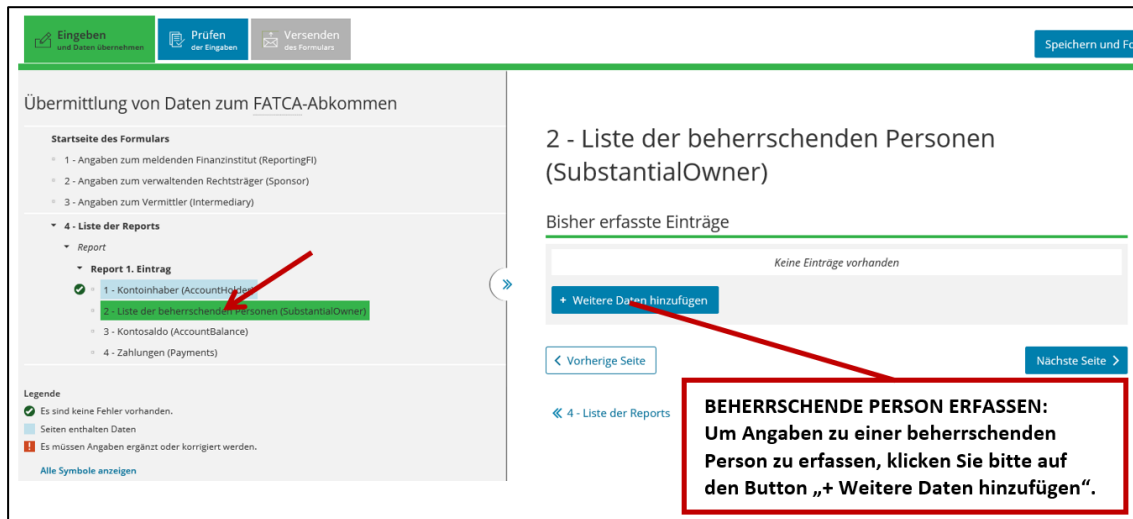 Eingeben
und Daten übernehmen
Prüfen
der Eingaben
Versenden
des Formulars
Speichern und Fo
Übermittlung von Daten zum FATCA-Abkommen
Startseite des Formulars
1 - Angaben zum meldenden Finanzinstitut (ReportingFI)
2 - Angaben zum verwaltenden Rechtsträger (Sponsor)
3 - Angaben zum Vermittler (Intermediary)
4 - Liste der Reports
Report
Report 1. Eintrag
1 - Kontoinhaber (AccountHolder)
2 - Liste der beherrschenden Personen (SubstantialOwner)
3 - Kontosaldo (AccountBalance)
4 - Zahlungen (Payments)
Legende
Es sind keine Fehler vorhanden.
Seiten enthalten Daten
Es müssen Angaben ergänzt oder korrigiert werden.
Alle Symbole anzeigen
2 - Liste der beherrschenden Personen
(SubstantialOwner)
Bisher erfasste Einträge
Keine Einträge vorhanden
+ Weitere Daten hinzufügen
Vorherige Seite
Nächste Seite
4 - Liste der Reports
BEHERRSCHENDE PERSON ERFASSEN:
Um Angaben zu einer beherrschenden
Person zu erfassen, klicken Sie bitte auf
den Button „+ Weitere Daten hinzufügen“.